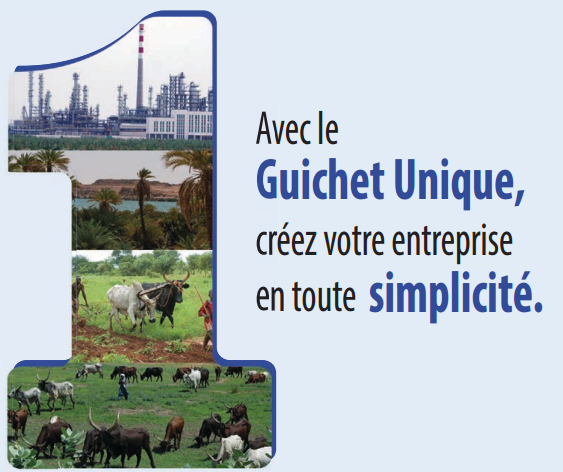 Avec le
Guichet Unique,
créez votre entreprise
en toute simplicité.